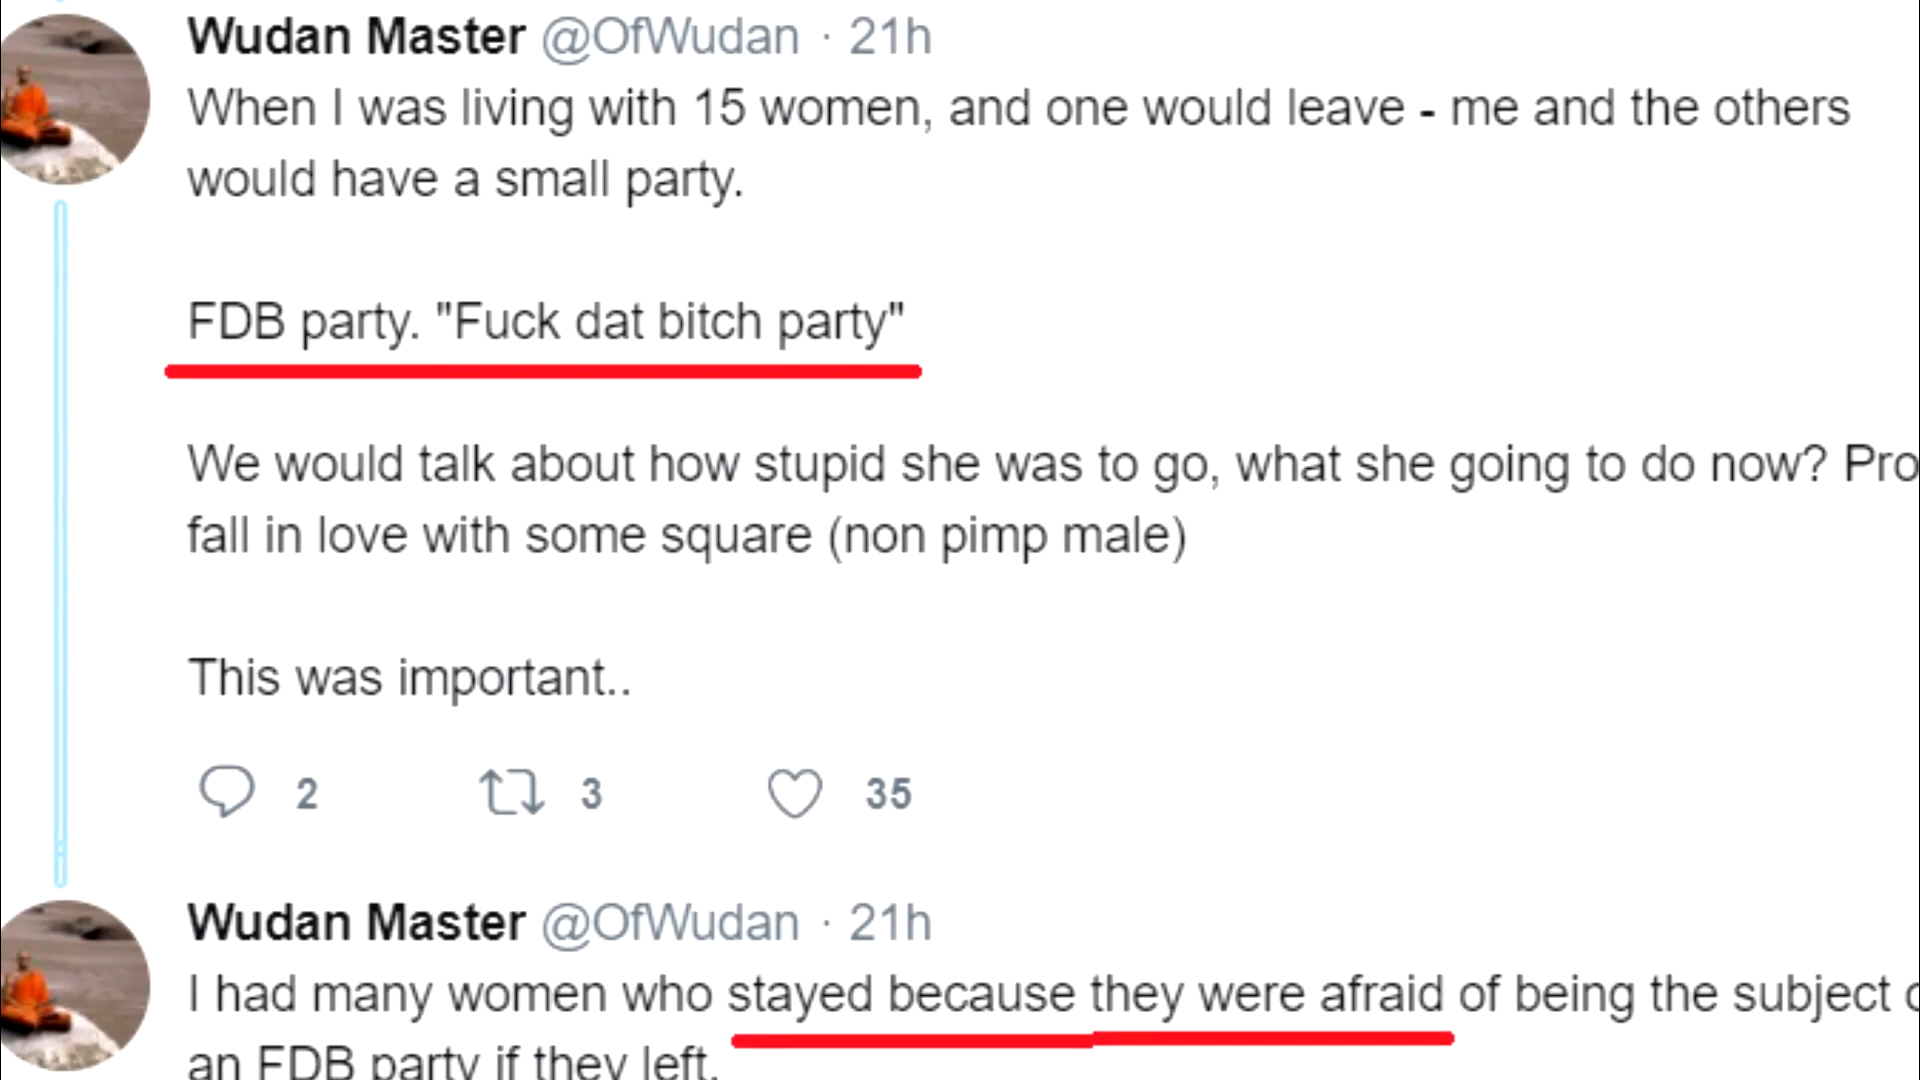 Wudan Master @OfWudan · 21h
When I was living with 15 women, and one would leave - me and the others
would have a small party.
FDB party. "Fuck dat bitch party"
We would talk about how stupid she was to go, what she going to do now? Pro
fall in love with some square (non pimp male)
This was important..
2 3 35
Wudan Master @OfWudan · 21h
I had many women who stayed because they were afraid of being the subject
an FDB party if they left.